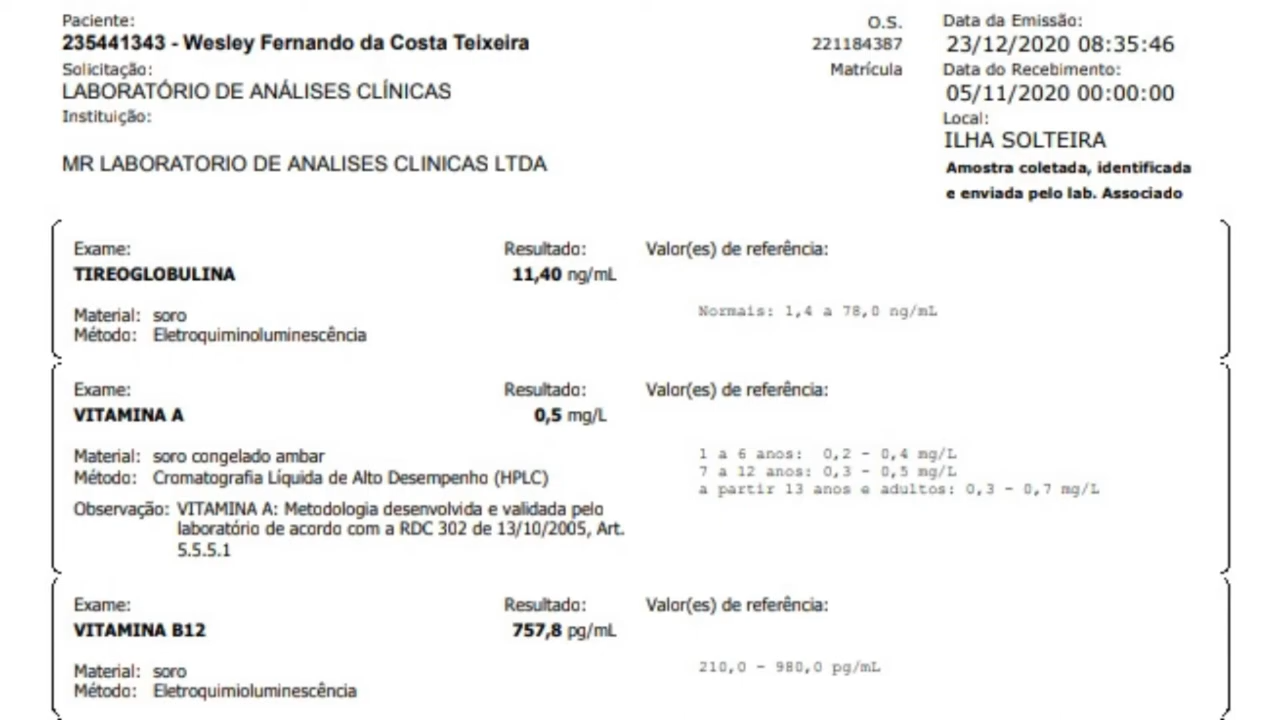 Paciente:
235441343 - Wesley Fernando da Costa Teixeira
Solicitação:
LABORATÓRIO DE ANÁLISES CLÍNICAS
Instituição:
MR LABORATORIO DE ANALISES CLINICAS LTDA
O.S.
221184387
Matrícula
Data da Emissão:
23/12/2020 08:35:46
Data do Recebimento:
05/11/2020 00:00:00
Local:
ILHA SOLTEIRA
Amostra coletada, identificada
e enviada pelo lab. Associado
Exame: Resultado: Valor(es) de referência:
TIREOGLOBULINA 11,40 ng/mL
Normais: 1,4 a 78,0 ng/mL
Material: soro
Método: Eletroquiminoluminescência
Exame: Resultado: Valor(es) de referência:
VITAMINA A 0,5 mg/L
Material: soro congelado ambar
Método: Cromatografia Líquida de Alto Desempenho (HPLC)
1 a 6 anos: 0,2 - 0,4 mg/L
7 a 12 anos: 0,3 - 0,5 mg/L
a partir 13 anos e adultos: 0,3 - 0,7 mg/L
Observação: VITAMINA A: Metodologia desenvolvida e validada pelo
laboratório de acordo com a RDC 302 de 13/10/2005, Art.
5.5.5.1
Exame: Resultado: Valor(es) de referência:
VITAMINA B12 757,8 pg/mL
210,0 - 980,0 pg/mL
Material: soro
Método: Eletroquimioluminescência